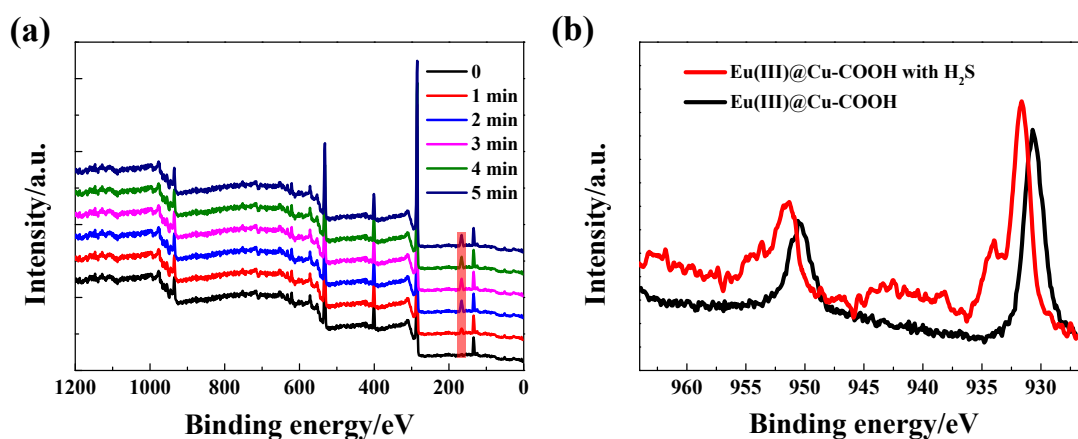 (a)
Intensity/a.u.
0
1 min
2 min
3 min
4 min
5 min
1200 1000 800 600 400 200 0
Binding energy/eV
(b)
Intensity/a.u.
Eu(III)@Cu-COOH with H₂S
Eu(III)@Cu-COOH
960 955 950 945 940 935 930
Binding energy/eV